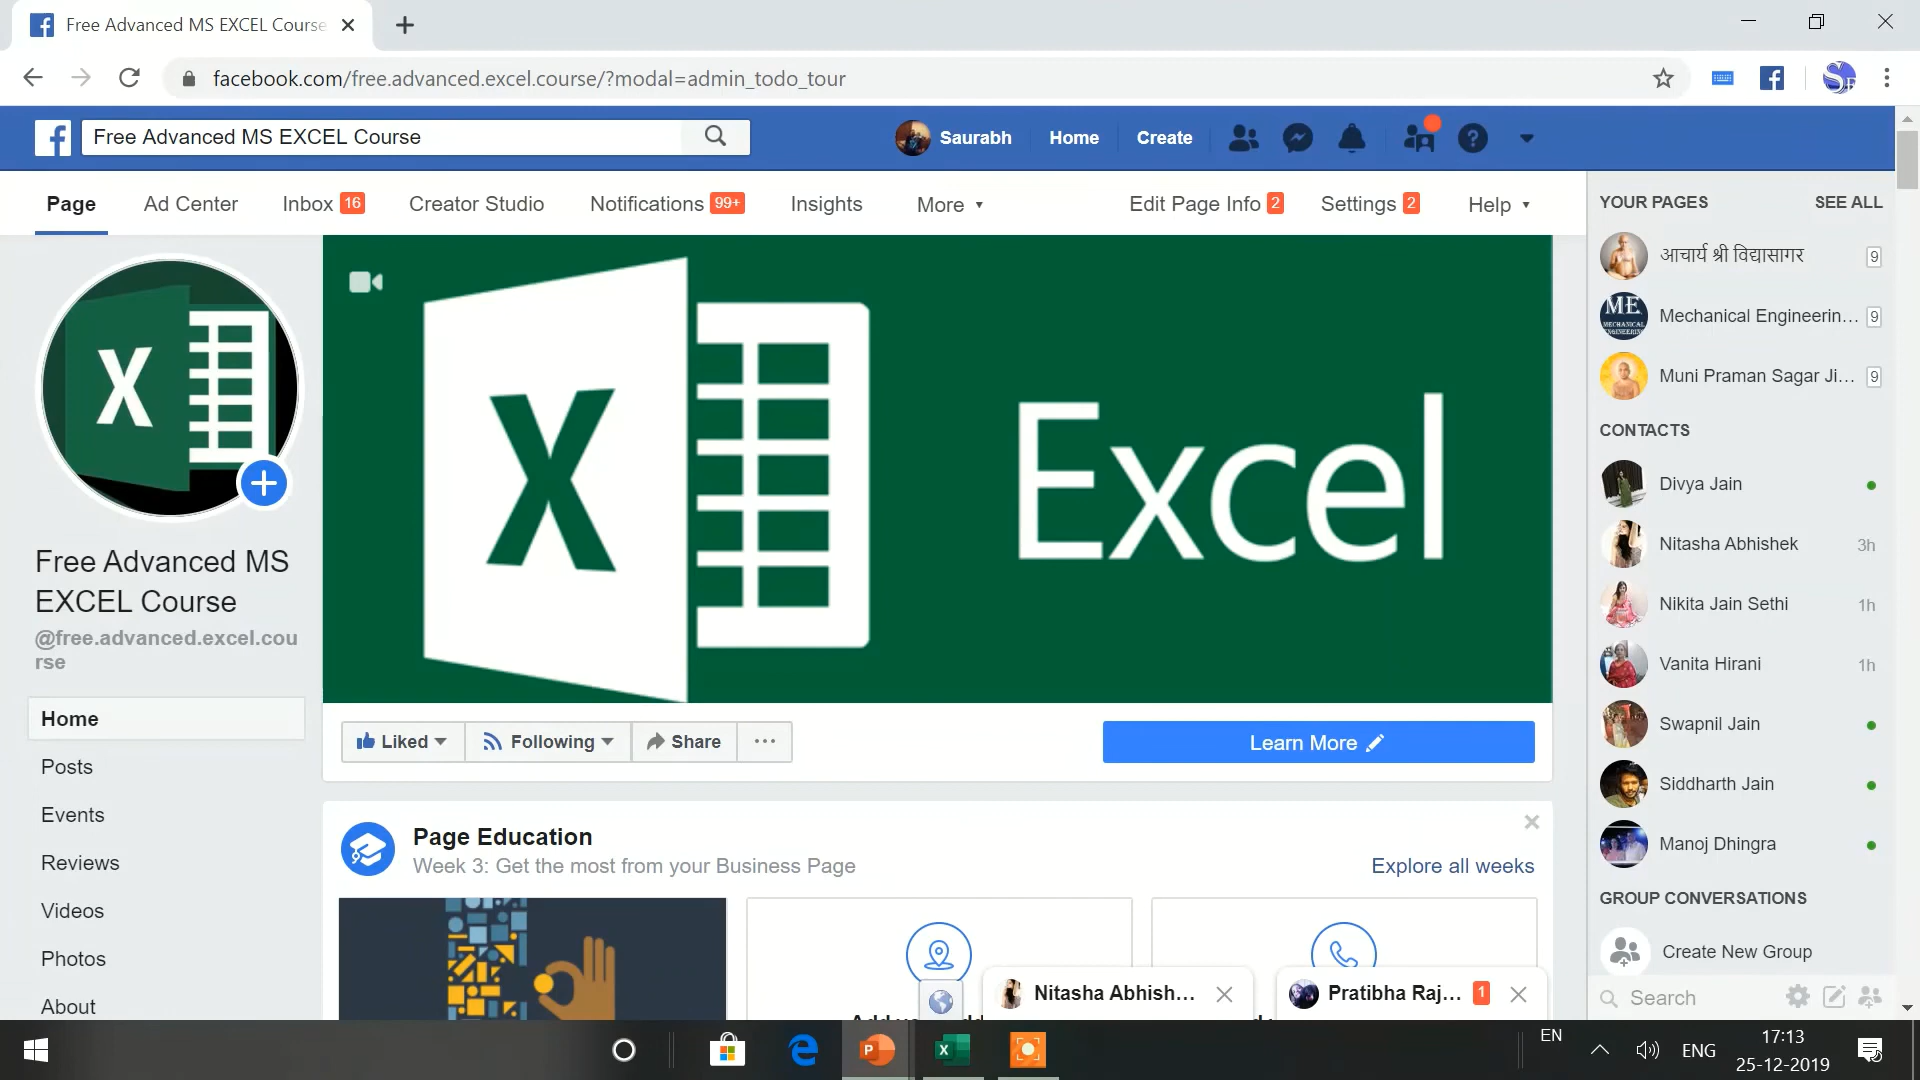 Free Advanced MS EXCEL Course
facebook.com/free.advanced.excel.course/?modal=admin_todo_tour
Free Advanced MS EXCEL Course
Saurabh
Home
Create
Page
Ad Center
Inbox 16
Creator Studio
Notifications 99+
Insights
More
Edit Page Info 2
Settings 2
Help
Excel
X
X
Free Advanced MS
EXCEL Course
@free.advanced.excel.cou
rse
Home
Posts
Events
Reviews
Videos
Photos
About
Liked
Following
Share
Learn More
Page Education
Week 3: Get the most from your Business Page
Explore all weeks
Nitasha Abhish...
Pratibha Raj... 1
YOUR PAGES
SEE ALL
आचार्य श्री विद्यासागर 9
ME
MECHANICAL
ENGINEERING
Mechanical Engineerin... 9
Muni Praman Sagar Ji... 9
CONTACTS
Divya Jain
Nitasha Abhishek 3h
Nikita Jain Sethi 1h
Vanita Hirani 1h
Swapnil Jain
Siddharth Jain
Manoj Dhingra
GROUP CONVERSATIONS
Create New Group
Search
EN
ENG
17:13
25-12-2019